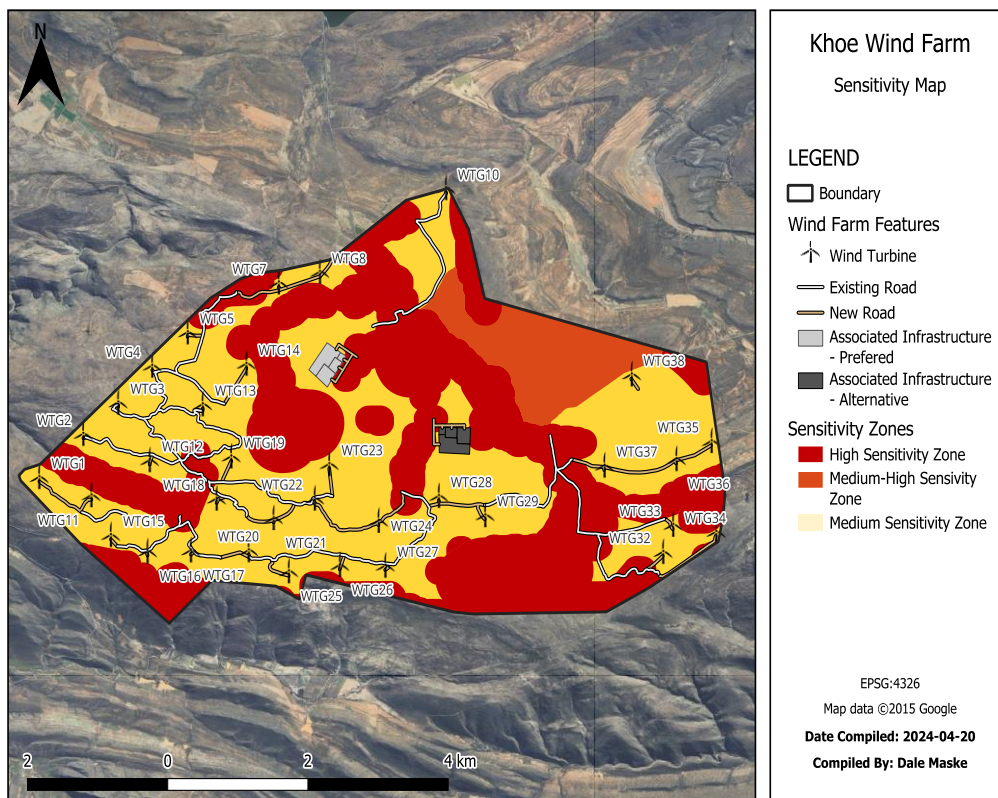 N
WTG10
WTG8
WTG7
WTG5
WTG4
WTG14
WTG38
WTG3
WTG13
WTG2
WTG35
WTG12
WTG19
WTG23
WTG37
WTG1
WTG18
WTG22
WTG28
WTG36
WTG29
WTG11
WTG15
WTG24
WTG33
WTG34
WTG20
WTG21
WTG27
WTG32
WTG16
WTG17
WTG25
WTG26
2 0 2 4 km
Khoe Wind Farm
Sensitivity Map
LEGEND
Boundary
Wind Farm Features
Wind Turbine
Existing Road
New Road
Associated Infrastructure
- Prefered
Associated Infrastructure
- Alternative
Sensitivity Zones
High Sensitivity Zone
Medium-High Sensivity
Zone
Medium Sensitivity Zone
EPSG:4326
Map data ©2015 Google
Date Compiled: 2024-04-20
Compiled By: Dale Maske